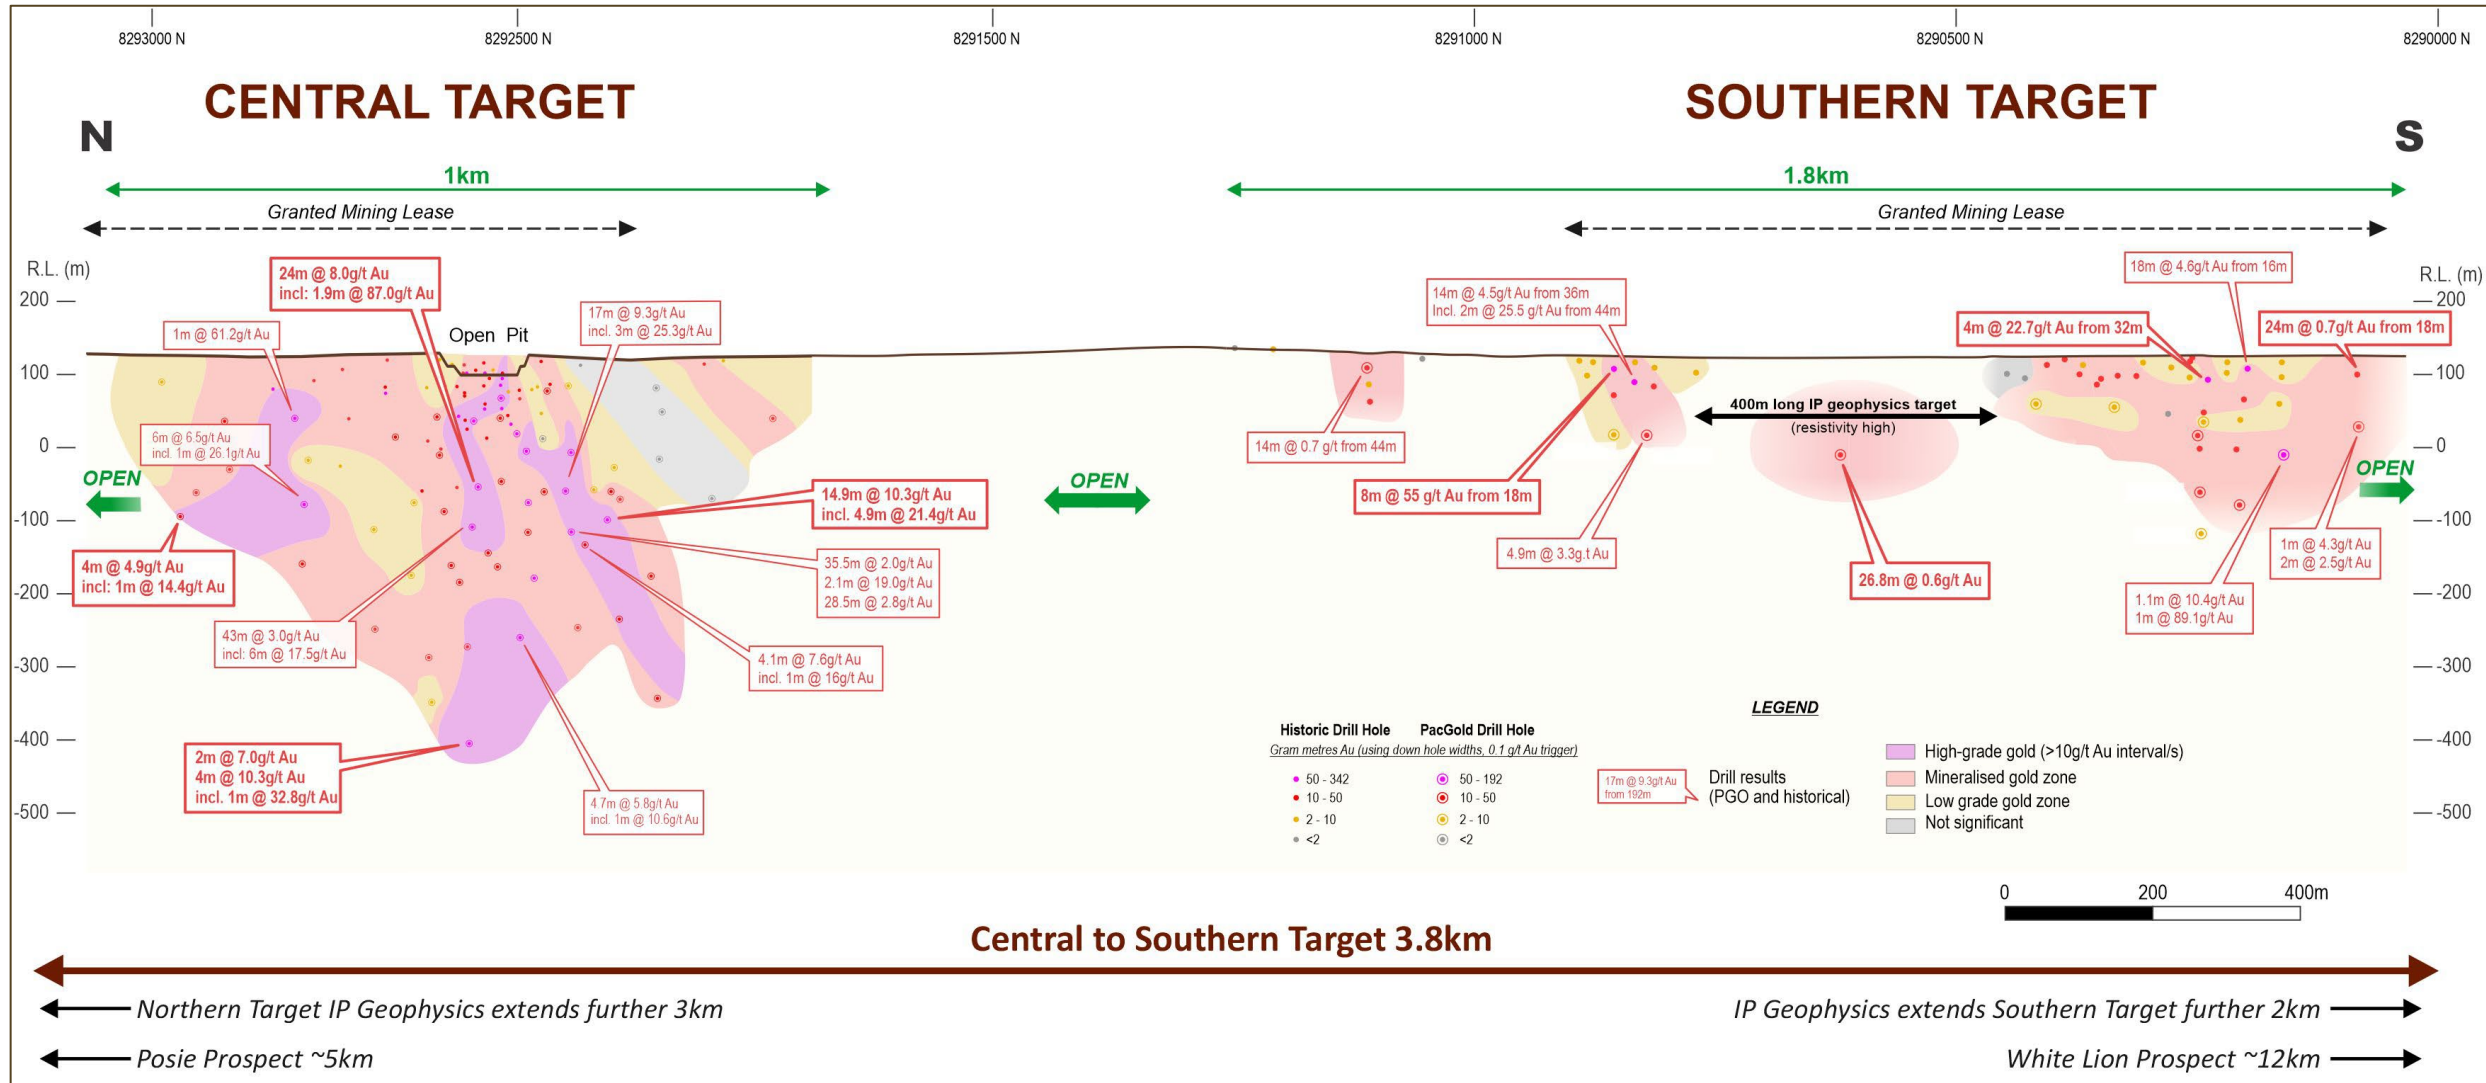 8293000 N
8292500 N
8291500 N
8291000 N
8290500 N
8290000 N
CENTRAL TARGET
SOUTHERN TARGET
N
S
1km
1.8km
Granted Mining Lease
Granted Mining Lease
R.L. (m)
200
100
0
-100
-200
-300
-400
-500
R.L. (m)
200
100
0
-100
-200
-300
-400
-500
24m @ 8.0g/t Au
incl: 1.9m @ 87.0g/t Au
1m @ 61.2g/t Au
Open Pit
17m @ 9.3g/t Au
incl. 3m @ 25.3g/t Au
6m @ 6.5g/t Au
incl. 1m @ 26.1g/t Au
OPEN
4m @ 4.9g/t Au
incl: 1m @ 14.4g/t Au
43m @ 3.0g/t Au
incl: 6m @ 17.5g/t Au
2m @ 7.0g/t Au
4m @ 10.3g/t Au
incl. 1m @ 32.8g/t Au
4.7m @ 5.8g/t Au
incl. 1m @ 10.6g/t Au
14.9m @ 10.3g/t Au
incl. 4.9m @ 21.4g/t Au
35.5m @ 2.0g/t Au
2.1m @ 19.0g/t Au
28.5m @ 2.8g/t Au
4.1m @ 7.6g/t Au
incl. 1m @ 16g/t Au
OPEN
14m @ 4.5g/t Au from 36m
Incl. 2m @ 25.5 g/t Au from 44m
14m @ 0.7 g/t from 44m
8m @ 55 g/t Au from 18m
4.9m @ 3.3g.t Au
400m long IP geophysics target
(resistivity high)
26.8m @ 0.6g/t Au
18m @ 4.6g/t Au from 16m
4m @ 22.7g/t Au from 32m
24m @ 0.7g/t Au from 18m
OPEN
1m @ 4.3g/t Au
2m @ 2.5g/t Au
1.1m @ 10.4g/t Au
1m @ 89.1g/t Au
LEGEND
Historic Drill Hole
PacGold Drill Hole
Gram metres Au (using down hole widths, 0.1 g/t Au trigger)
50 - 342
50 - 192
10 - 50
10 - 50
2 - 10
2 - 10
<2
<2
17m @ 9.3g/t Au
from 192m
Drill results
(PGO and historical)
High-grade gold (>10g/t Au interval/s)
Mineralised gold zone
Low grade gold zone
Not significant
0 200 400m
Central to Southern Target 3.8km
Northern Target IP Geophysics extends further 3km
IP Geophysics extends Southern Target further 2km
Posie Prospect ~5km
White Lion Prospect ~12km